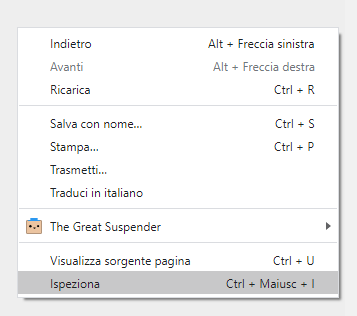 Indietro Alt + Freccia sinistra
Avanti Alt + Freccia destra
Ricarica Ctrl + R
Salva con nome... Ctrl + S
Stampa... Ctrl + P
Trasmetti...
Traduci in italiano
The Great Suspender
Visualizza sorgente pagina Ctrl + U
Ispeziona Ctrl + Maiusc + I